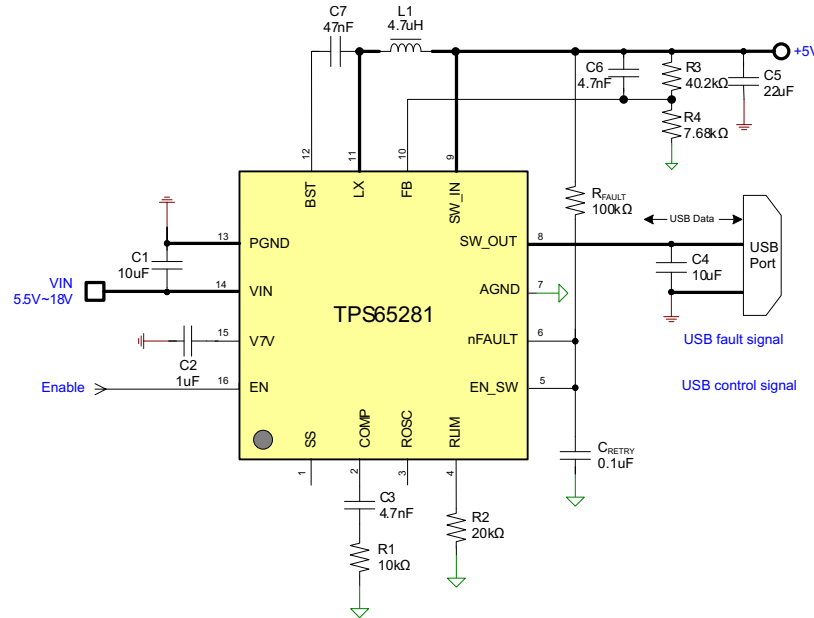 C7
47nF
L1
4.7uH
+5V
C6
4.7nF
R3
40.2kΩ
C5
22uF
R4
7.68kΩ
12
11
10
9
BST
LX
FB
SW_IN
RFAULT
100kΩ
USB Data
USB
Port
13
PGND
SW_OUT
8
C1
10uF
C4
10uF
VIN
5.5V~18V
14
VIN
AGND
7
TPS65281
15
V7V
nFAULT
6
USB fault signal
C2
1uF
Enable
16
EN
EN_SW
5
USB control signal
SS
COMP
ROSC
RLIM
1
2
3
4
CRETRY
0.1uF
C3
4.7nF
R2
20kΩ
R1
10kΩ